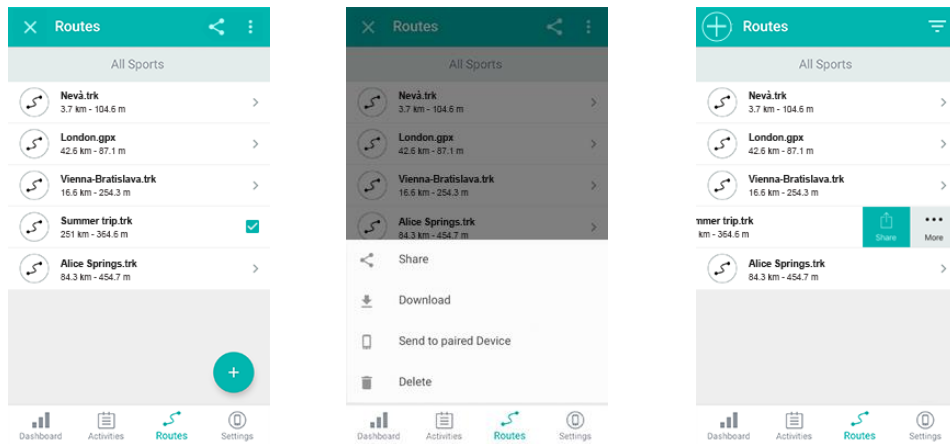 Routes
All Sports
Nevà.trk
3.7 km - 104.6 m
London.gpx
42.6 km - 87.1 m
Vienna-Bratislava.trk
16.6 km - 254.3 m
Summer trip.trk
251 km - 364.6 m
Alice Springs.trk
84.3 km - 454.7 m
Dashboard Activities Routes Settings
Routes
All Sports
Nevà.trk
3.7 km - 104.6 m
London.gpx
42.6 km - 87.1 m
Vienna-Bratislava.trk
16.6 km - 254.3 m
Alice Springs.trk
84.3 km - 454.7 m
Share
Download
Send to paired Device
Delete
Dashboard Activities Routes Settings
Routes
All Sports
Nevà.trk
3.7 km - 104.6 m
London.gpx
42.6 km - 87.1 m
Vienna-Bratislava.trk
16.6 km - 254.3 m
mmer trip.trk
km - 364.6 m
Share More
Alice Springs.trk
84.3 km - 454.7 m
Dashboard Activities Routes Settings